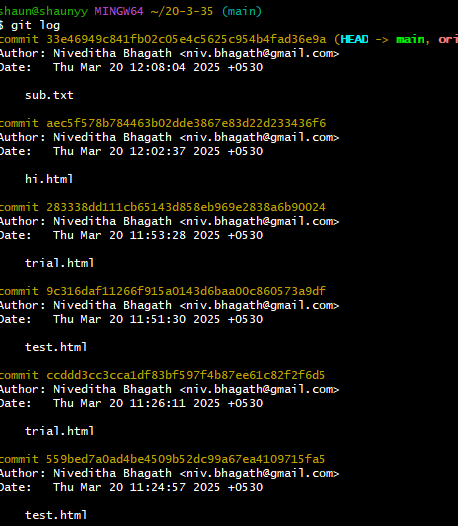 shaun@shaunyy MINGW64 ~/20-3-35 (main)
$ git log
commit 33e46949c841fb02c05e4c5625c954b4fad36e9a (HEAD -> main, ori
Author: Niveditha Bhagath <niv.bhagath@gmail.com>
Date:   Thu Mar 20 12:08:04 2025 +0530
    sub.txt
commit aec5f578b784463b02dde3867e83d22d233436f6
Author: Niveditha Bhagath <niv.bhagath@gmail.com>
Date:   Thu Mar 20 12:02:37 2025 +0530
    hi.html
commit 283338dd111cb65143d858eb969e2838a6b90024
Author: Niveditha Bhagath <niv.bhagath@gmail.com>
Date:   Thu Mar 20 11:53:28 2025 +0530
    trial.html
commit 9c316daf11266f915a0143d6baa00c860573a9df
Author: Niveditha Bhagath <niv.bhagath@gmail.com>
Date:   Thu Mar 20 11:51:30 2025 +0530
    test.html
commit ccddd3cc3cca1df83bf597f4b87ee61c82f2f6d5
Author: Niveditha Bhagath <niv.bhagath@gmail.com>
Date:   Thu Mar 20 11:26:11 2025 +0530
    trial.html
commit 559bed7a0ad4be4509b52dc99a67ea4109715fa5
Author: Niveditha Bhagath <niv.bhagath@gmail.com>
Date:   Thu Mar 20 11:24:57 2025 +0530
    test.html